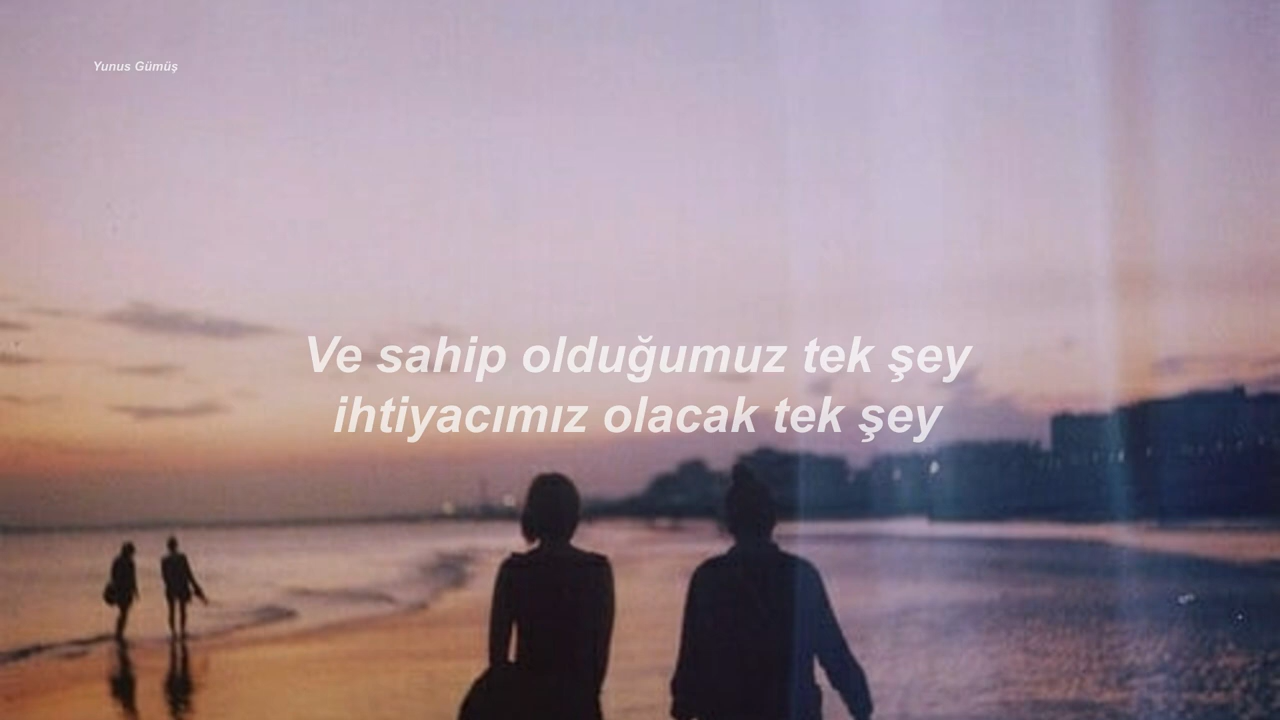 Yunus Gümüş
Ve sahip olduğumuz tek şey
ihtiyacımız olacak tek şey